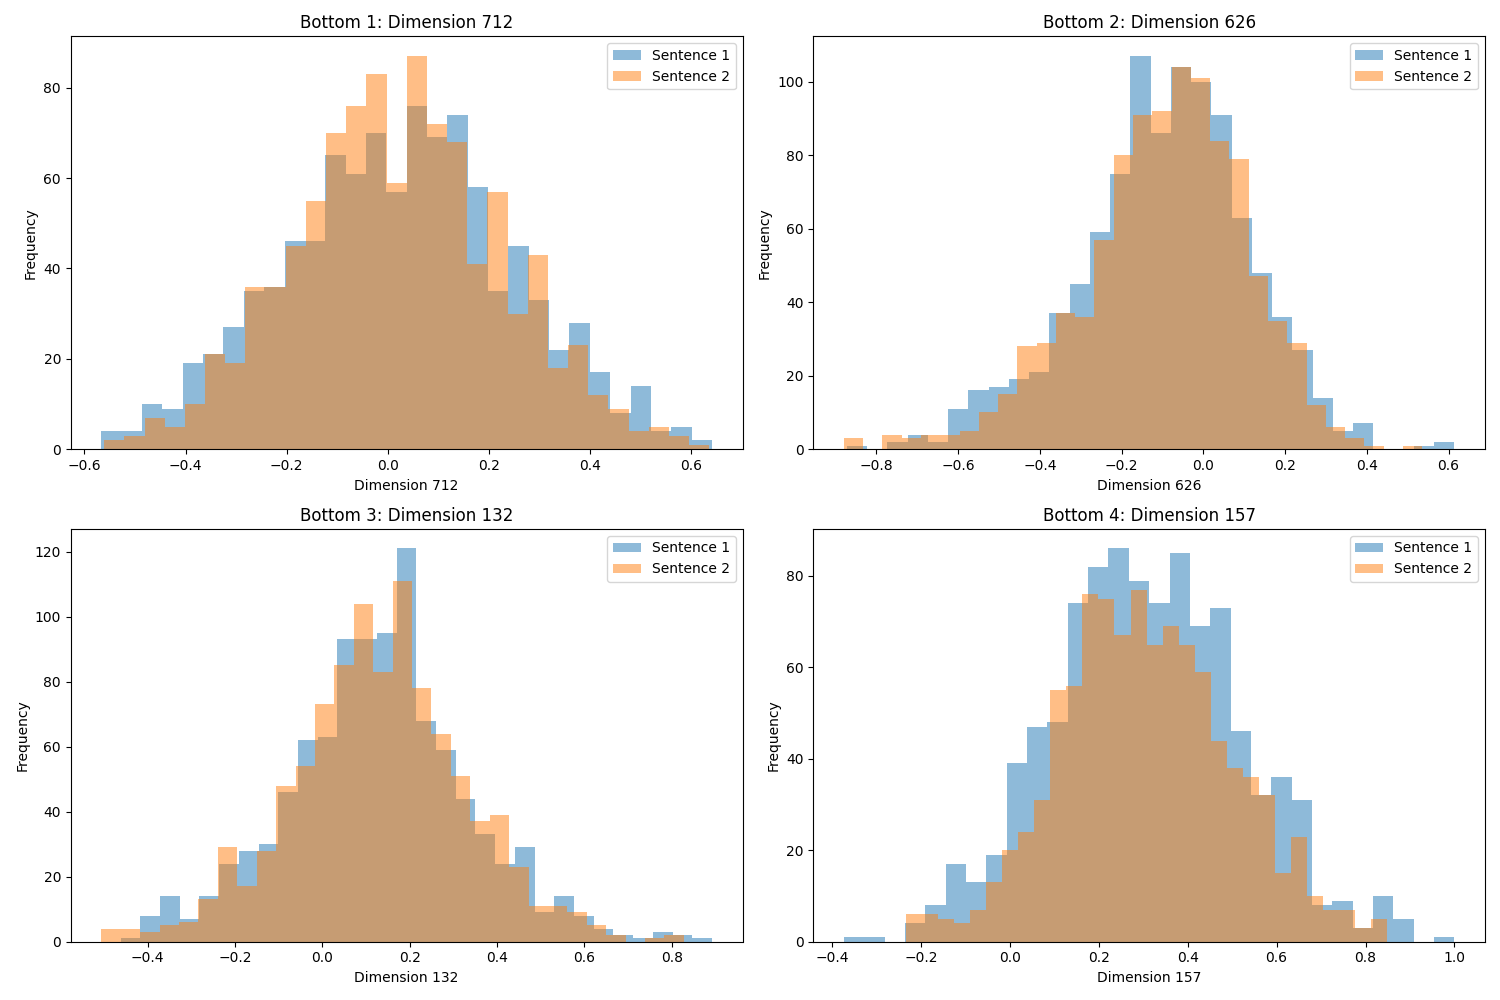 Bottom 1: Dimension 712
Sentence 1
Sentence 2
80
60
40
20
0
Frequency
−0.6 −0.4 −0.2 0.0 0.2 0.4 0.6
Dimension 712
Bottom 2: Dimension 626
Sentence 1
Sentence 2
100
80
60
40
20
0
Frequency
−0.8 −0.6 −0.4 −0.2 0.0 0.2 0.4 0.6
Dimension 626
Bottom 3: Dimension 132
Sentence 1
Sentence 2
120
100
80
60
40
20
0
Frequency
−0.4 −0.2 0.0 0.2 0.4 0.6 0.8
Dimension 132
Bottom 4: Dimension 157
Sentence 1
Sentence 2
80
60
40
20
0
Frequency
−0.4 −0.2 0.0 0.2 0.4 0.6 0.8 1.0
Dimension 157